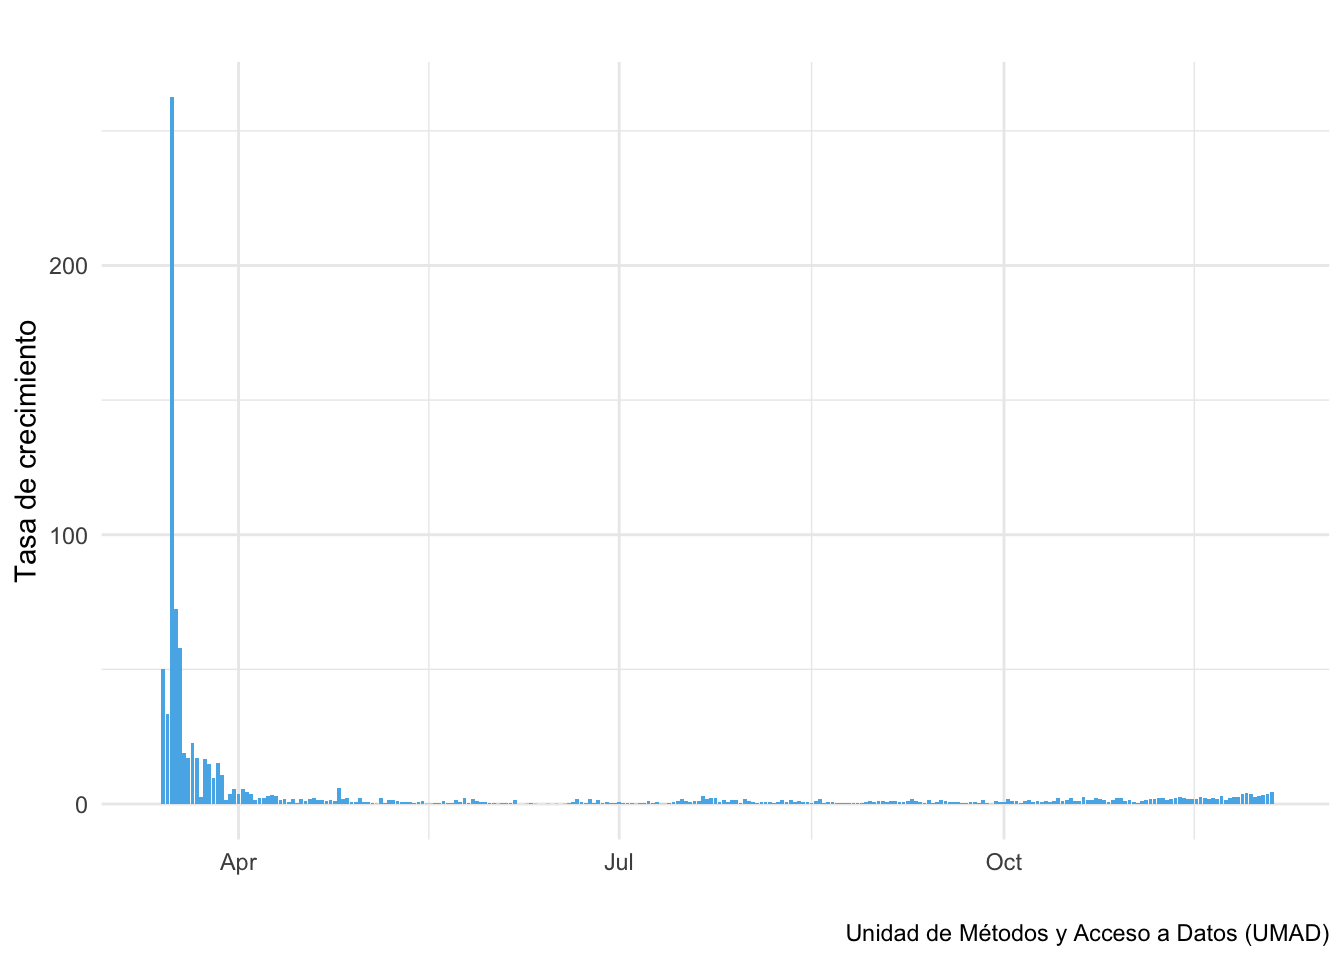 Tasa de crecimiento
200
100
0
Apr
Jul
Oct
Unidad de Métodos y Acceso a Datos (UMAD)